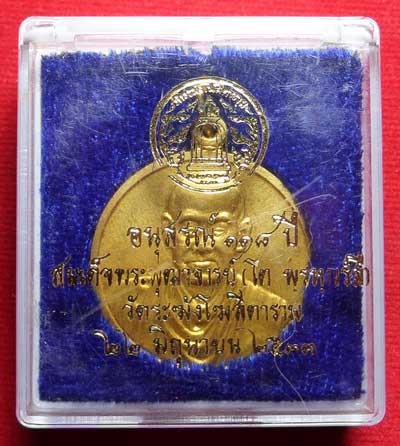 อนุสรณ์ ๑๑๘ ปี
สมเด็จพระพุฒาจารย์ (โต พรหมรังสี)
วัดระฆังโฆสิตาราม
๒๒ มิถุนายน ๒๕๓๓